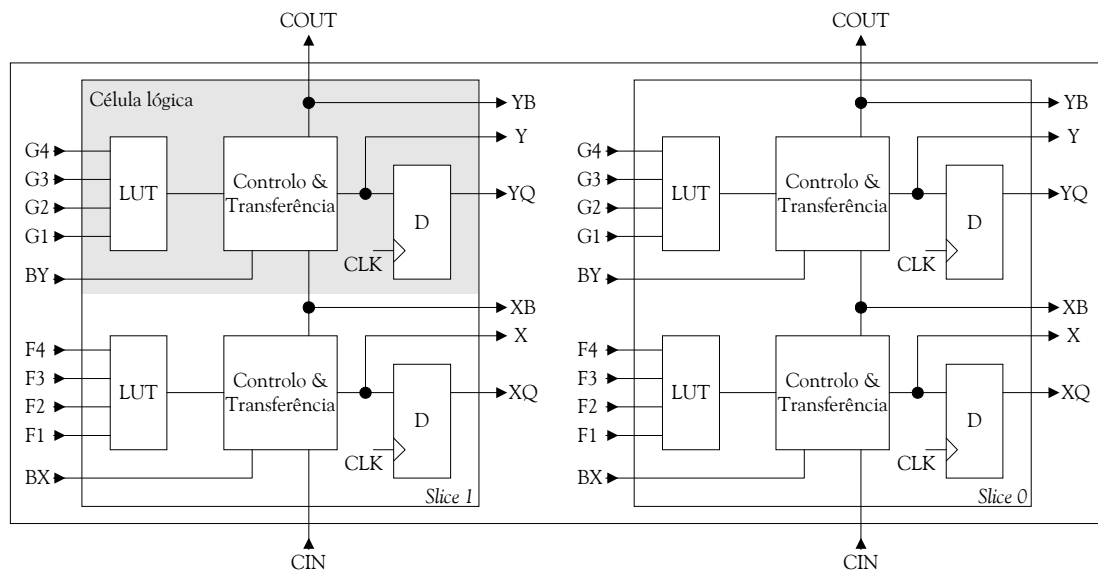 COUT
COUT
Célula lógica
YB
Y
G4
G3
G2
G1
LUT
Controlo &
Transferência
D
YQ
CLK
BY
XB
X
F4
F3
F2
F1
LUT
Controlo &
Transferência
D
XQ
CLK
BX
Slice 1
CIN
YB
Y
G4
G3
G2
G1
LUT
Controlo &
Transferência
D
YQ
CLK
BY
XB
X
F4
F3
F2
F1
LUT
Controlo &
Transferência
D
XQ
CLK
BX
Slice 0
CIN